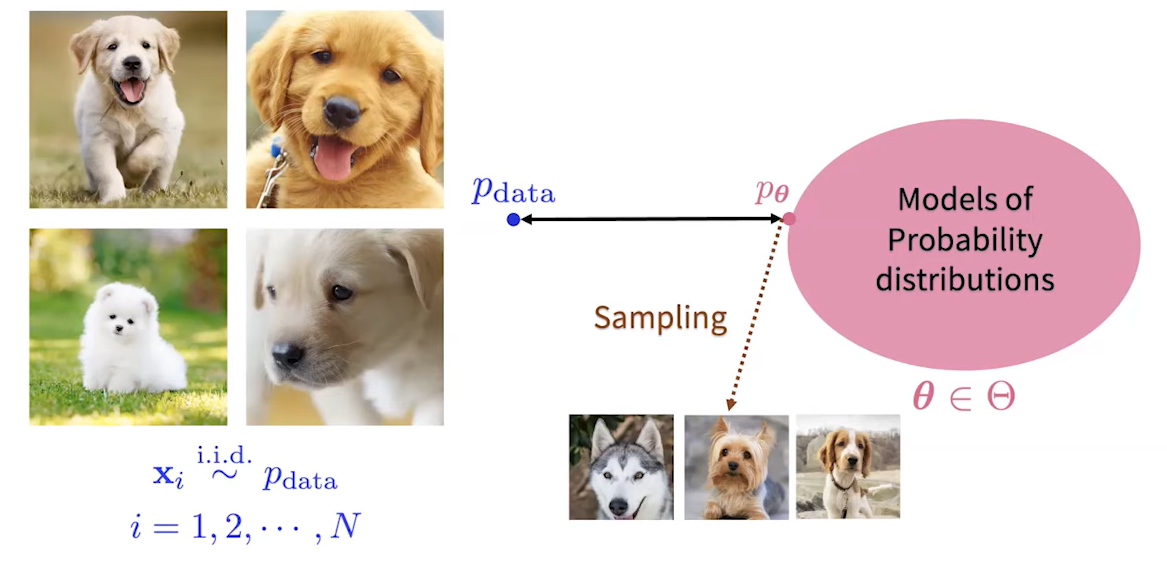 p_data
p_θ
Models of
Probability
distributions
Sampling
θ ∈ Θ
x_i i.i.d. ~ p_data
i = 1, 2, ⋯ , N